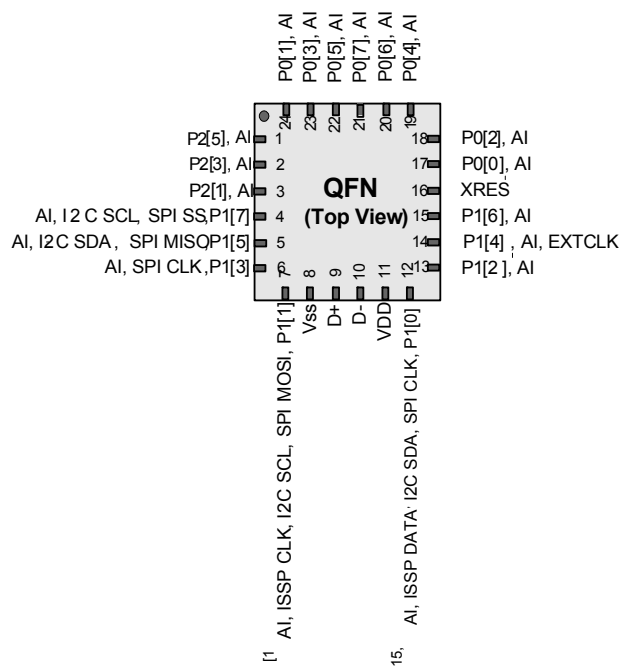 P0[1], AI
P0[3], AI
P0[5], AI
P0[7], AI
P0[6], AI
P0[4], AI
24 23 22 21 20 19
P2[5], AI 1
P2[3], AI 2
P2[1], AI 3
AI, I2 C SCL, SPI SS,P1[7] 4
AI, I2C SDA , SPI MISO,P1[5] 5
AI, SPI CLK,P1[3] 6
QFN
(Top View)
18 P0[2], AI
17 P0[0], AI
16 XRES
15 P1[6], AI
14 P1[4] , AI, EXTCLK
13 P1[2 ], AI
7 8 9 10 11 12
AI, ISSP CLK, I2C SCL, SPI MOSI, P1[1]
Vss
D+
D-
VDD
AI, ISSP DATA, I2C SDA, SPI CLK, P1[0]
[1
15,